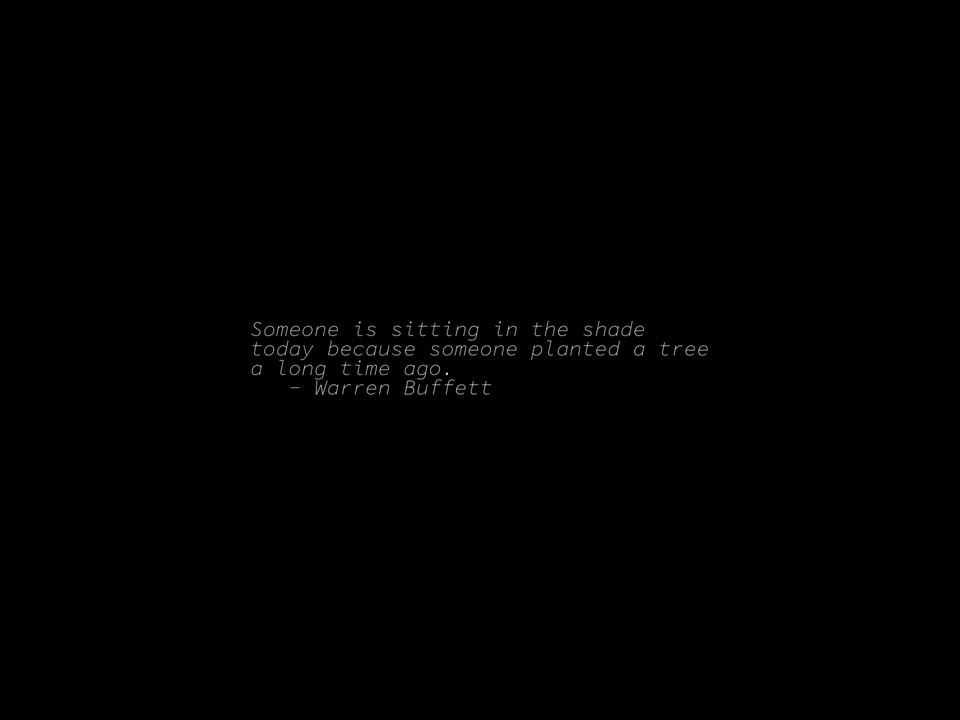 Someone is sitting in the shade
today because someone planted a tree
a long time ago.
- Warren Buffett